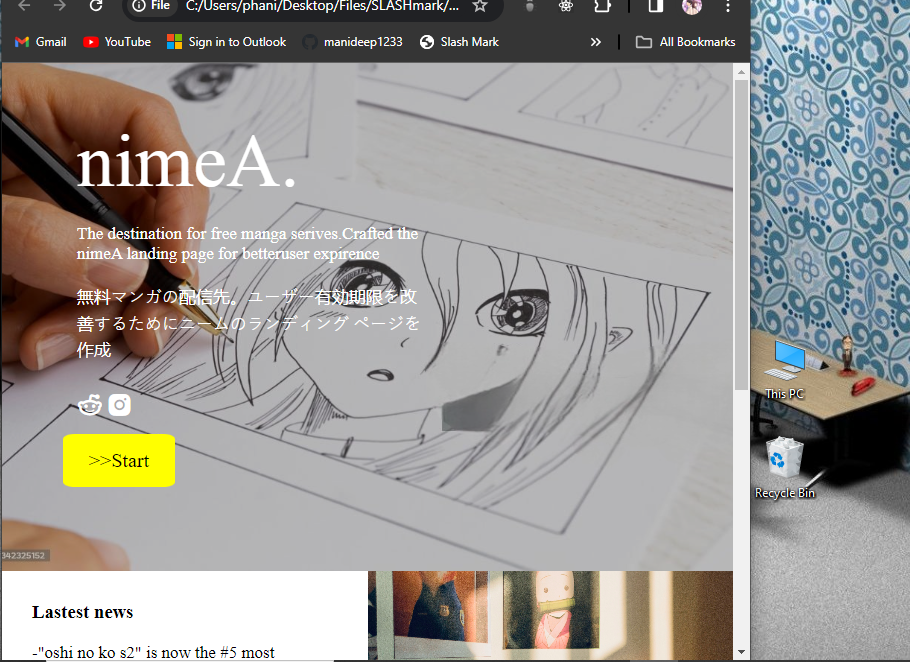 File C:/Users/phani/Desktop/Files/SLASHmark/...
Gmail YouTube Sign in to Outlook manideep1233 Slash Mark » All Bookmarks
nimeA.
The destination for free manga serives.Crafted the
nimeA landing page for betteruser expirence
無料マンガの配信先。ユーザー有効期限を改
善するためにニームのランディング ページを
作成
>>Start
342325152
Lastest news
-"oshi no ko s2" is now the #5 most
This PC
Recycle Bin